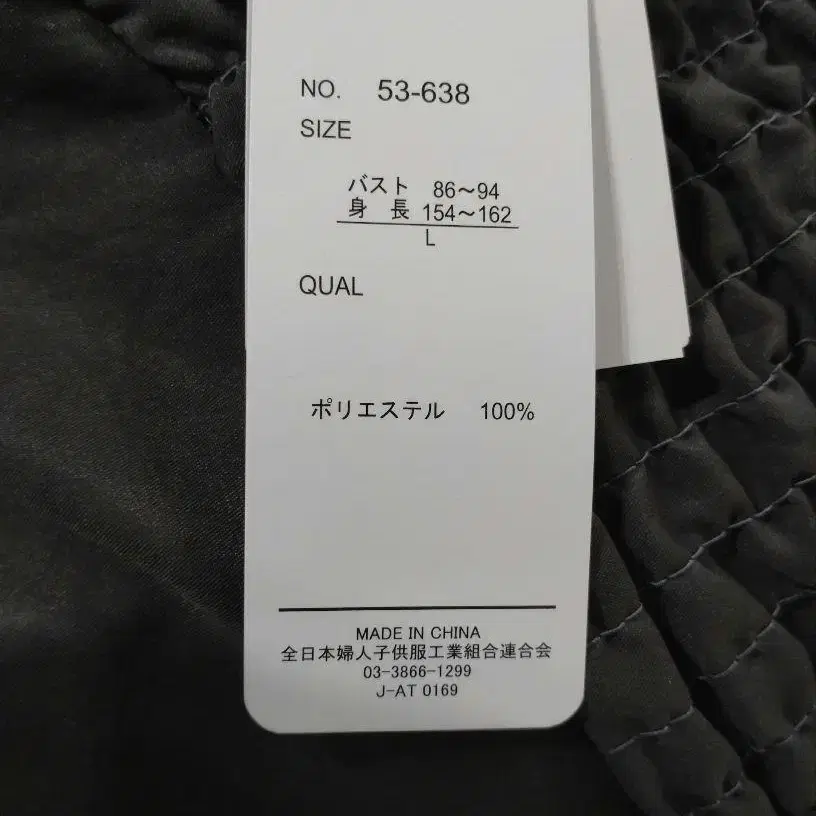 NO. 53-638
SIZE
バスト 86～94
身 長 154～162
L
QUAL
ポリエステル 100%
MADE IN CHINA
全日本婦人子供服工業組合連合会
03-3866-1299
J-AT 0169